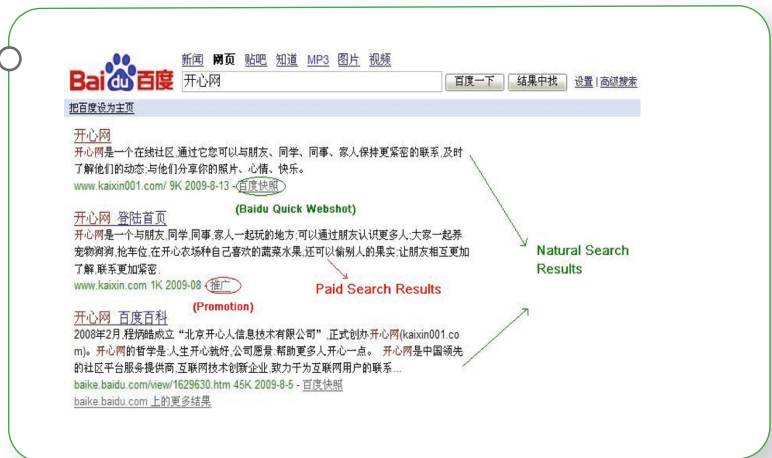 新闻 网页 贴吧 知道 MP3 图片 视频
Bai du 百度 开心网 百度一下 结果中找 设置 | 高级搜索
把百度设为主页
开心网
开心网是一个在线社区,通过它您可以与朋友、同学、同事、家人保持更紧密的联系,及时
了解他们的动态;与他们分享你的照片、心情、快乐。
www.kaixin001.com/ 9K 2009-8-13 - 百度快照
(Baidu Quick Webshot)
开心网 登陆首页
开心网是一个与朋友,同学,同事,家人一起玩的地方;可以通过朋友认识更多人;大家一起养
宠物狗狗,抢车位,在开心农场种自己喜欢的蔬菜水果,还可以偷别人的果实;让朋友相互更加
了解,联系更加紧密.
www.kaixin.com 1K 2009-08 - 推广
(Promotion)
Paid Search Results
Natural Search
Results
开心网 百度百科
2008年2月,程炳皓成立 “北京开心人信息技术有限公司” ,正式创办开心网(kaixin001.co
m)。 开心网的哲学是:人生开心就好,公司愿景:帮助更多人开心一点。 开心网是中国领先
的社区平台服务提供商,互联网技术创新企业,致力于为互联网用户的联系...
baike.baidu.com/view/1629630.htm 45K 2009-8-5 - 百度快照
baike.baidu.com 上的更多结果